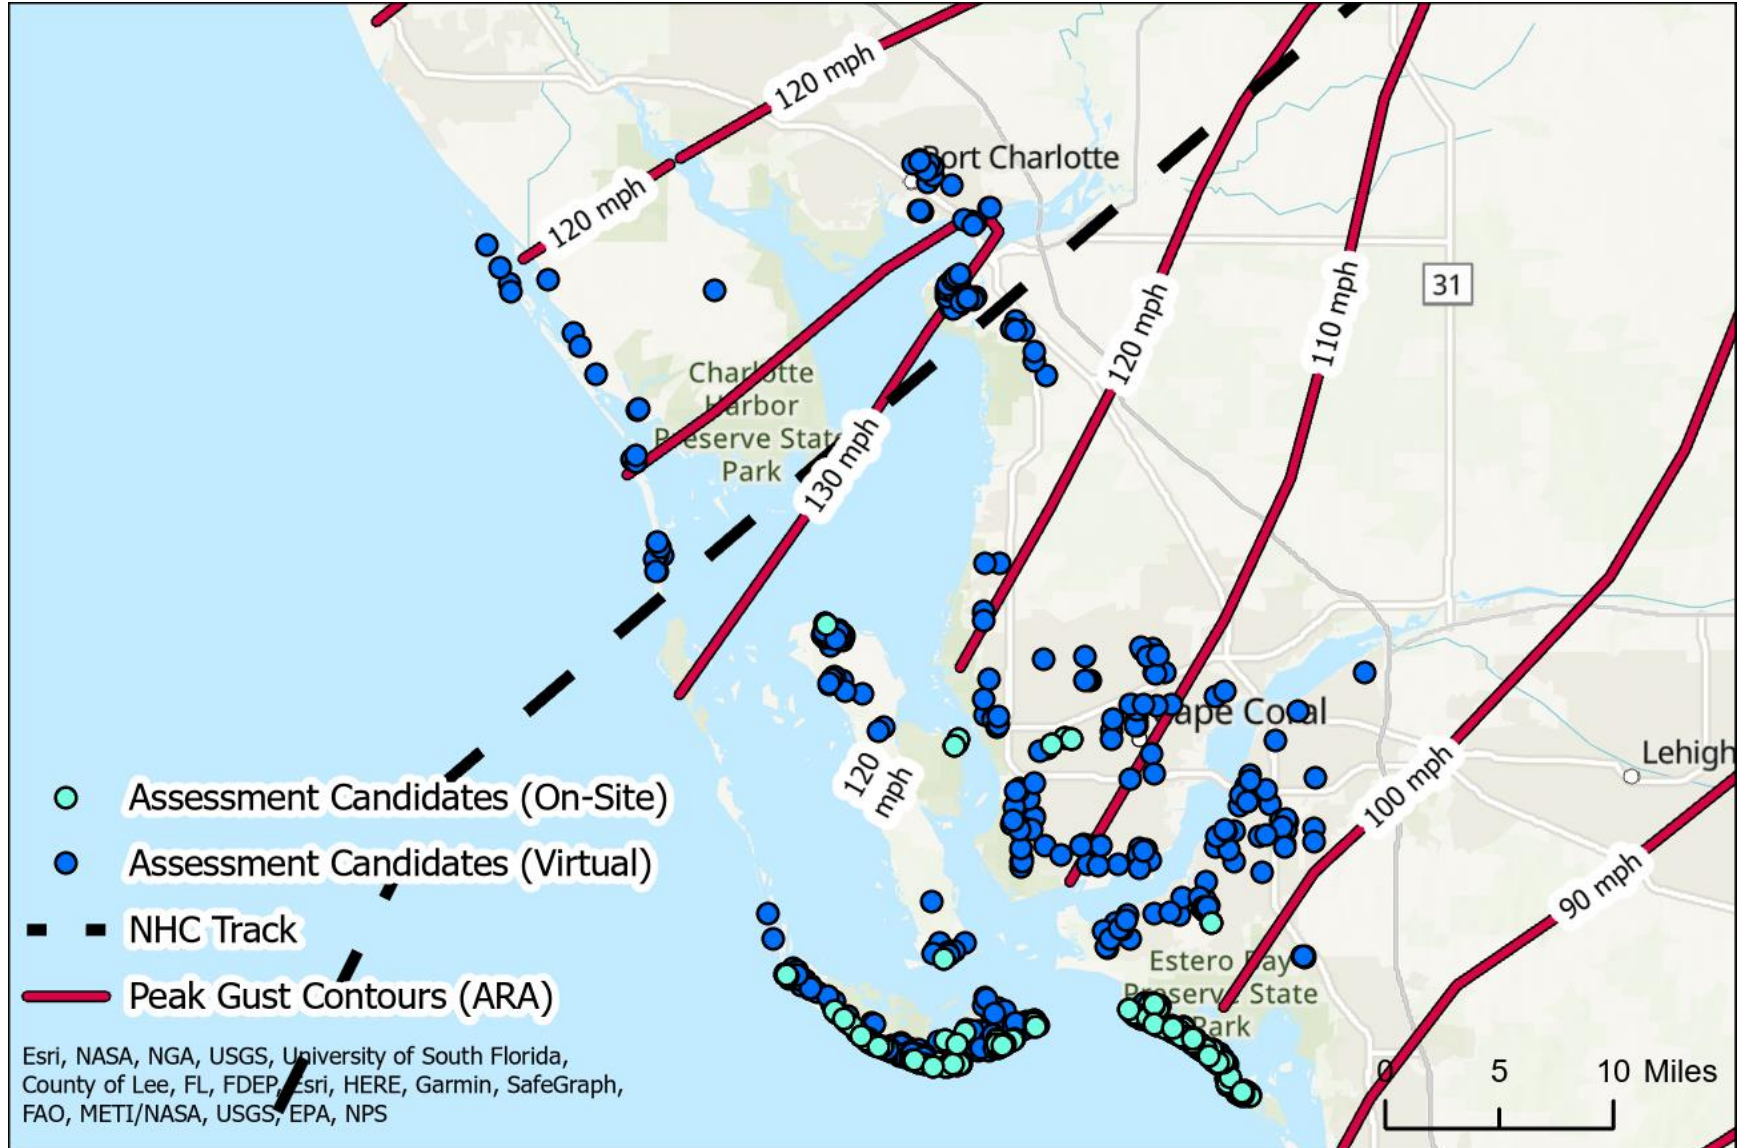 120 mph
Port Charlotte
120 mph
31
120 mph
110 mph
Charlotte
Harbor
Preserve State
Park
130 mph
Cape Coral
Lehigh
120
mph
100 mph
90 mph
Estero Bay
Preserve State
Park
Assessment Candidates (On-Site)
Assessment Candidates (Virtual)
NHC Track
Peak Gust Contours (ARA)
Esri, NASA, NGA, USGS, University of South Florida,
County of Lee, FL, FDEP, Esri, HERE, Garmin, SafeGraph,
FAO, METI/NASA, USGS, EPA, NPS
0 5 10 Miles